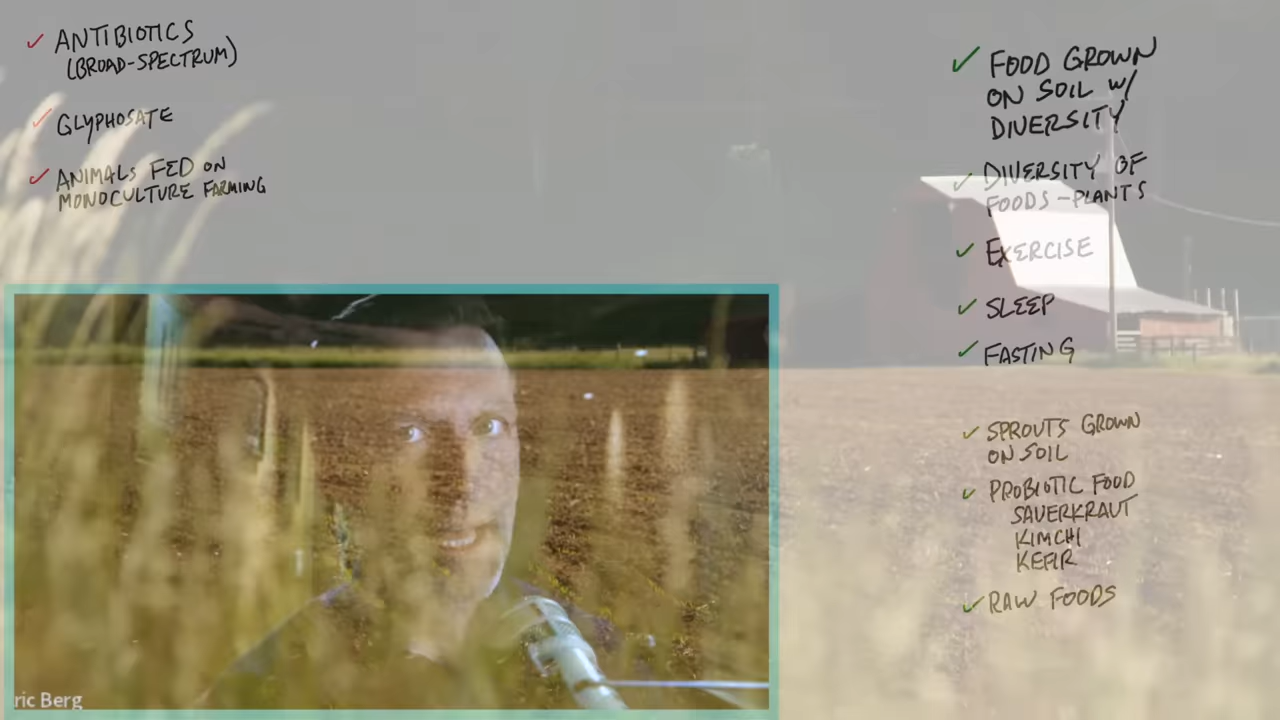 ANTIBIOTICS
(BROAD-SPECTRUM)
GLYPHOSATE
ANIMALS FED ON
MONOCULTURE FARMING
FOOD GROWN
ON SOIL W/
DIVERSITY
DIVERSITY OF
FOODS - PLANTS
EXERCISE
SLEEP
FASTING
SPROUTS GROWN
ON SOIL
PROBIOTIC FOOD
SAUERKRAUT
KIMCHI
KEFIR
RAW FOODS
ric Berg